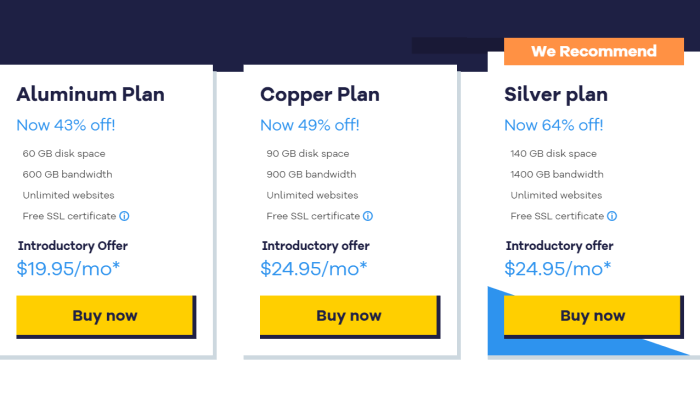 We Recommend
Aluminum Plan
Now 43% off!
60 GB disk space
600 GB bandwidth
Unlimited websites
Free SSL certificate
Introductory Offer
$19.95/mo*
Buy now
Copper Plan
Now 49% off!
90 GB disk space
900 GB bandwidth
Unlimited websites
Free SSL certificate
Introductory offer
$24.95/mo*
Buy now
Silver plan
Now 64% off!
140 GB disk space
1400 GB bandwidth
Unlimited websites
Free SSL certificate
Introductory offer
$24.95/mo*
Buy now